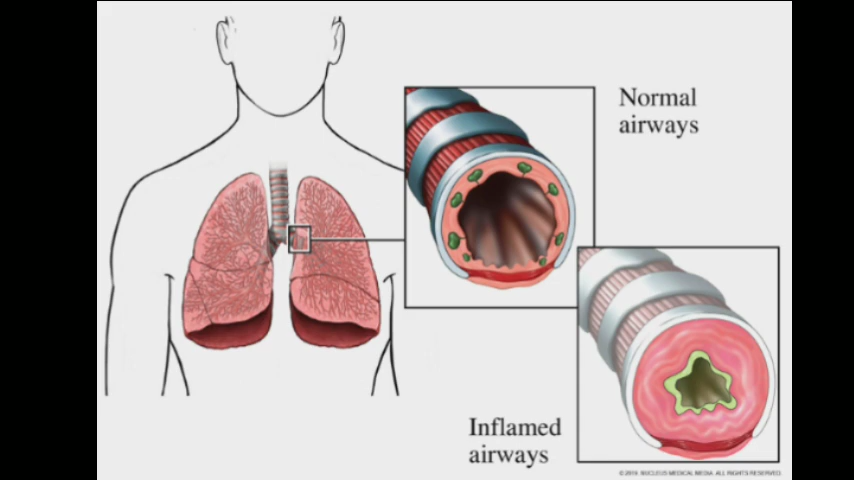 Normal
airways
Inflamed
airways
© 2019 NUCLEUS MEDICAL MEDIA. ALL RIGHTS RESERVED.